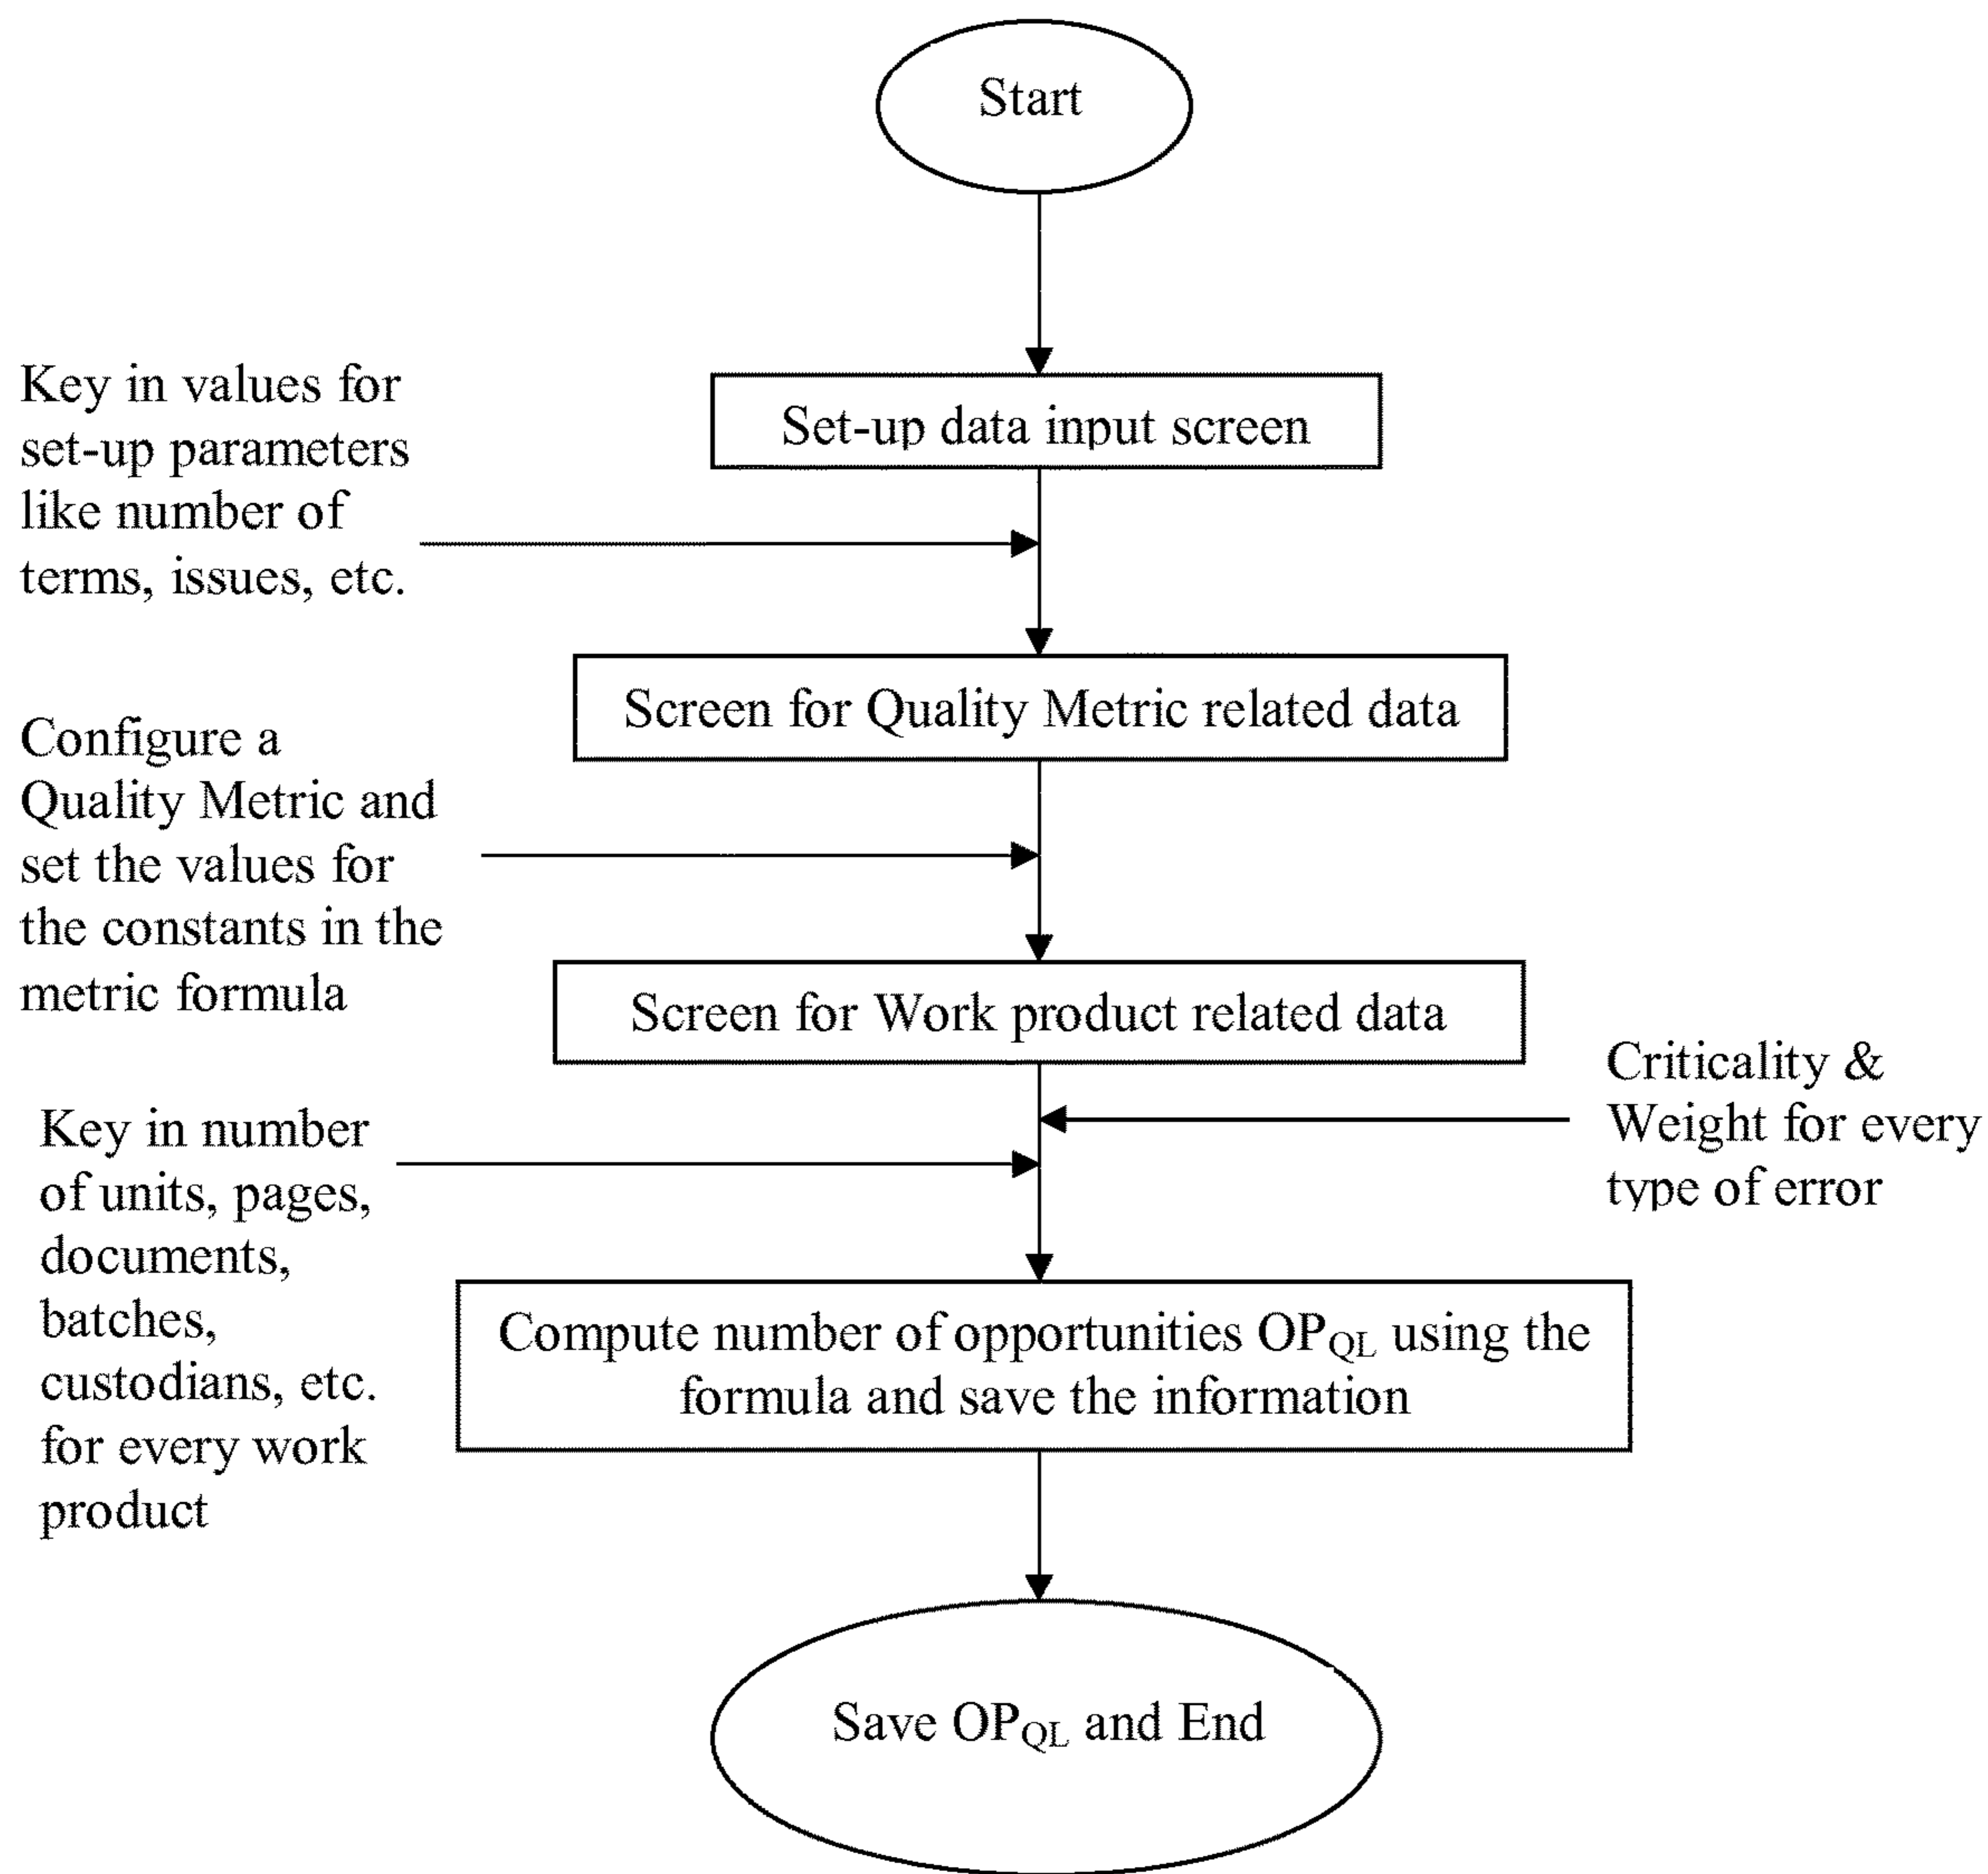 Start
Key in values for
set-up parameters
like number of
terms, issues, etc.
Set-up data input screen
Screen for Quality Metric related data
Configure a
Quality Metric and
set the values for
the constants in the
metric formula
Screen for Work product related data
Criticality &
Weight for every
type of error
Key in number
of units, pages,
documents,
batches,
custodians, etc.
for every work
product
Compute number of opportunities OPQL using the
formula and save the information
Save OPQL and End